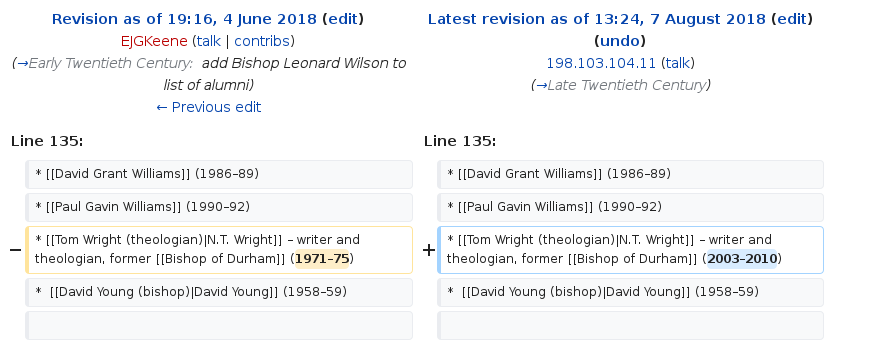 Revision as of 19:16, 4 June 2018 (edit)
EJGKeene (talk | contribs)
(→Early Twentieth Century: add Bishop Leonard Wilson to
list of alumni)
← Previous edit
Latest revision as of 13:24, 7 August 2018 (edit)
(undo)
198.103.104.11 (talk)
(→Late Twentieth Century)
Line 135:
Line 135:
* [[David Grant Williams]] (1986–89)
* [[David Grant Williams]] (1986–89)
* [[Paul Gavin Williams]] (1990–92)
* [[Paul Gavin Williams]] (1990–92)
− * [[Tom Wright (theologian)|N.T. Wright]] – writer and
theologian, former [[Bishop of Durham]] (1971–75)
+ * [[Tom Wright (theologian)|N.T. Wright]] – writer and
theologian, former [[Bishop of Durham]] (2003–2010)
* [[David Young (bishop)|David Young]] (1958–59)
* [[David Young (bishop)|David Young]] (1958–59)